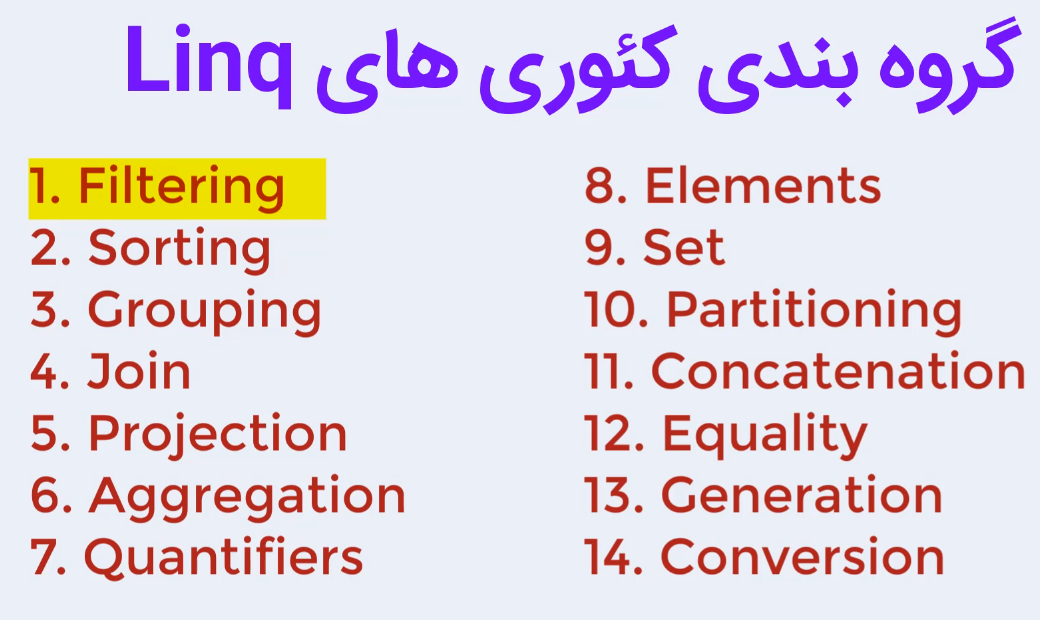 گروه بندی کئوری های Linq
1. Filtering
2. Sorting
3. Grouping
4. Join
5. Projection
6. Aggregation
7. Quantifiers
8. Elements
9. Set
10. Partitioning
11. Concatenation
12. Equality
13. Generation
14. Conversion